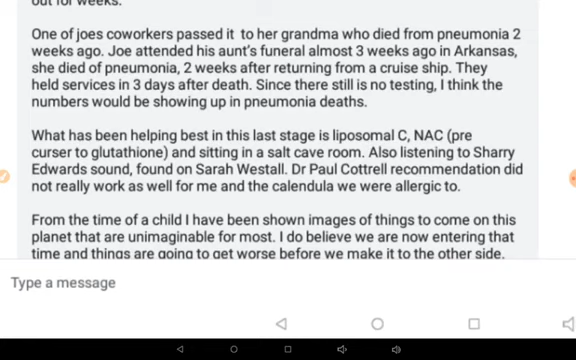 out for weeks.
One of joes coworkers passed it to her grandma who died from pneumonia 2
weeks ago. Joe attended his aunt's funeral almost 3 weeks ago in Arkansas,
she died of pneumonia, 2 weeks after returning from a cruise ship. They
held services in 3 days after death. Since there still is no testing, I think the
numbers would be showing up in pneumonia deaths.
What has been helping best in this last stage is liposomal C, NAC (pre
curser to glutathione) and sitting in a salt cave room. Also listening to Sharry
Edwards sound, found on Sarah Westall. Dr Paul Cottrell recommendation did
not really work as well for me and the calendula we were allergic to.
From the time of a child I have been shown images of things to come on this
planet that are unimaginable for most. I do believe we are now entering that
time and things are going to get worse before we make it to the other side.
Type a message